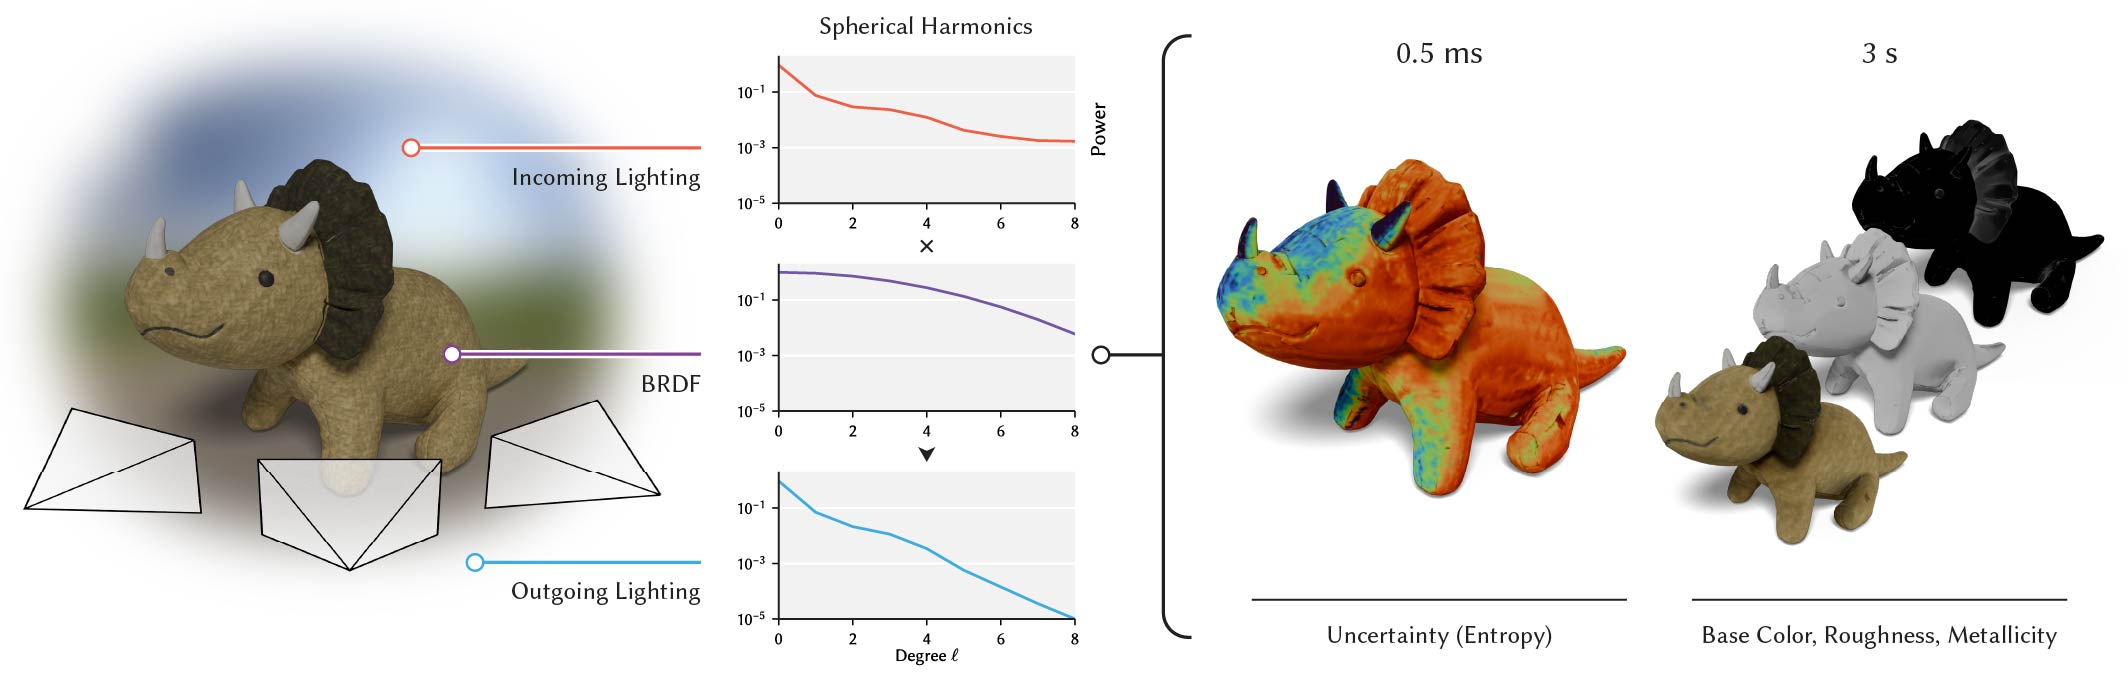 Spherical Harmonics
Incoming Lighting
10⁻¹
10⁻³
10⁻⁵
0 2 4 6 8
Power
×
BRDF
10⁻¹
10⁻³
10⁻⁵
0 2 4 6 8
Outgoing Lighting
10⁻¹
10⁻³
10⁻⁵
0 2 4 6 8
Degree ℓ
0.5 ms
Uncertainty (Entropy)
3 s
Base Color, Roughness, Metallicity